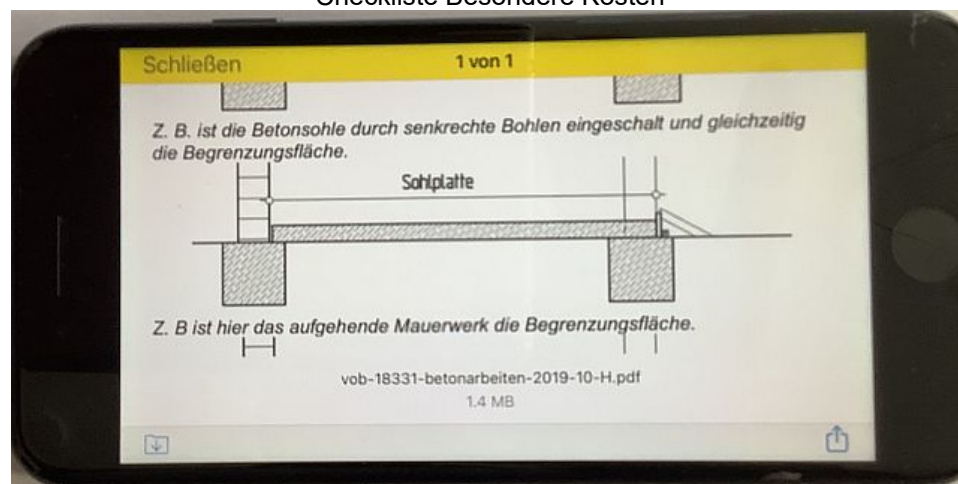 Checkliste Besondere Kosten
Schließen
1 von 1
Z. B. ist die Betonsohle durch senkrechte Bohlen eingeschalt und gleichzeitig
die Begrenzungsfläche.
Sohlplatte
Z. B ist hier das aufgehende Mauerwerk die Begrenzungsfläche.
vob-18331-betonarbeiten-2019-10-H.pdf
1.4 MB